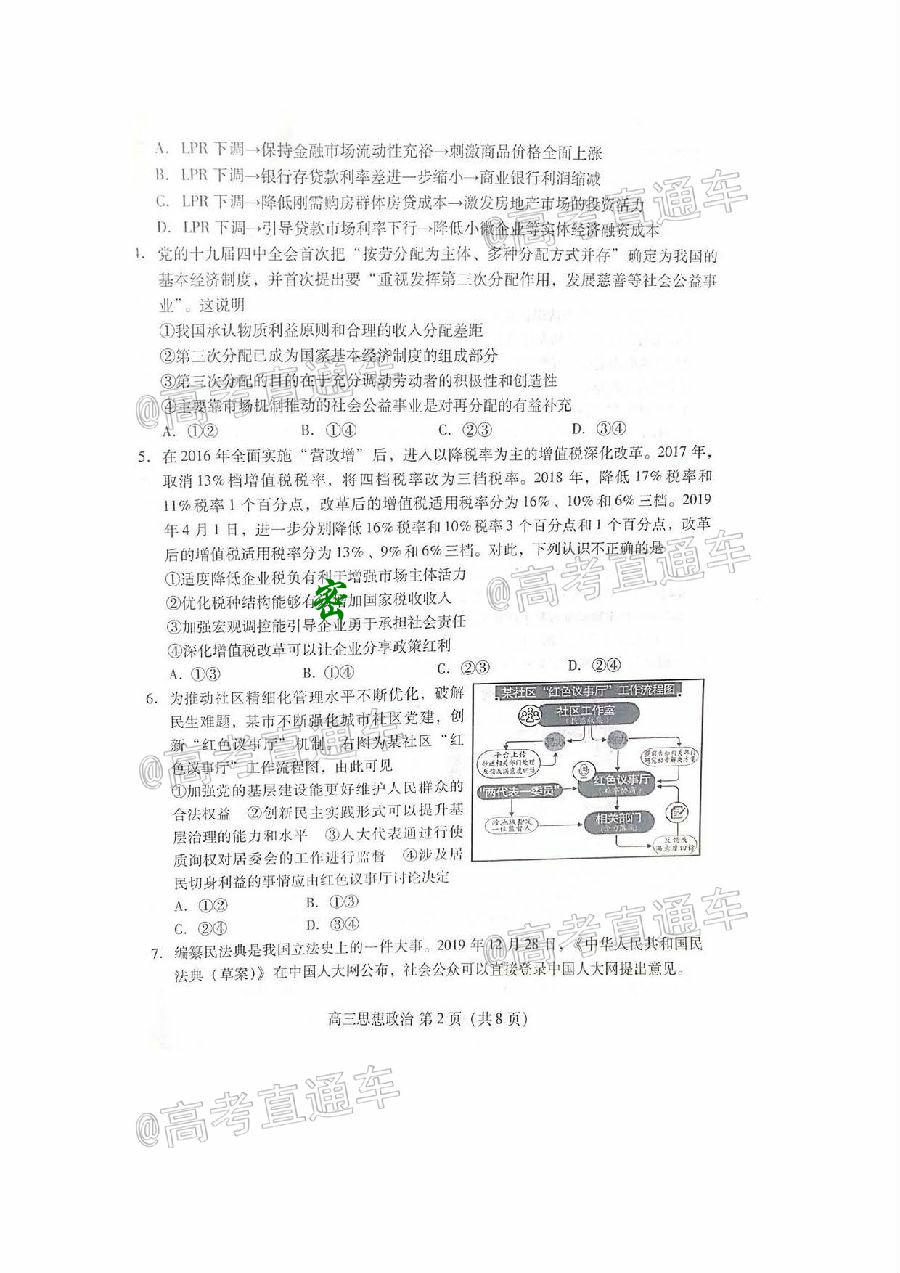 A. LPR 下调→保持金融市场流动性充裕→刺激商品价格全面上涨
B. LPR 下调→银行存贷款利率差进一步缩小→商业银行利润缩减
C. LPR 下调→降低刚需购房群体房贷成本→激发房地产市场的投资活力
D. LPR 下调→引导贷款市场利率下行→降低小微企业等实体经济融资成本
4. 党的十九届四中全会首次把“按劳分配为主体、多种分配方式并存”确定为我国的
基本经济制度，并首次提出要“重视发挥第三次分配作用，发展慈善等社会公益事
业”。这说明
①我国承认物质利益原则和合理的收入分配差距
②第三次分配已成为国家基本经济制度的组成部分
③第三次分配的目的在于充分调动劳动者的积极性和创造性
④主要靠市场机制推动的社会公益事业是对再分配的有益补充
A. ①② B. ①④ C. ②③ D. ③④
5. 在 2016 年全面实施“营改增”后，进入以降税率为主的增值税深化改革。2017 年，
取消 13%档增值税税率，将四档税率改为三档税率。2018 年，降低 17%税率和
11%税率 1 个百分点，改革后的增值税适用税率分为 16%、10%和 6%三档。2019
年 4 月 1 日，进一步分别降低 16%税率和 10%税率 3 个百分点和 1 个百分点，改革
后的增值税适用税率分为 13%、9%和 6%三档。对此，下列认识不正确的是
①适度降低企业税负有利于增强市场主体活力
②优化税种结构能够有 加国家税收收入
密
③加强宏观调控能引导企业勇于承担社会责任
④深化增值税改革可以让企业分享政策红利
A. ①③ B. ①④ C. ②③ D. ②④
6. 为推动社区精细化管理水平不断优化，破解
民生难题，某市不断强化城市社区党建，创
新“红色议事厅”机制，右图为某社区“红
色议事厅”工作流程图，由此可见
①加强党的基层建设能更好维护人民群众的
合法权益 ②创新民主实践形式可以提升基
层治理的能力和水平 ③人大代表通过行使
质询权对居委会的工作进行监督 ④涉及居
民切身利益的事情应由红色议事厅讨论决定
A. ①② B. ①③
C. ②④ D. ③④
某社区“红色议事厅”工作流程图
社区工作室
红色议事厅
“两代表一委员”
相关部门
7. 编纂民法典是我国立法史上的一件大事。2019 年 12 月 28 日，《中华人民共和国民
法典（草案）》在中国人大网公布，社会公众可以直接登录中国人大网提出意见。
高三思想政治 第 2 页（共 8 页）
@高考直通车
@高考直通车
@高考直通车
@高考直通车
@高考直通车
@高考直通车
@高考直通车